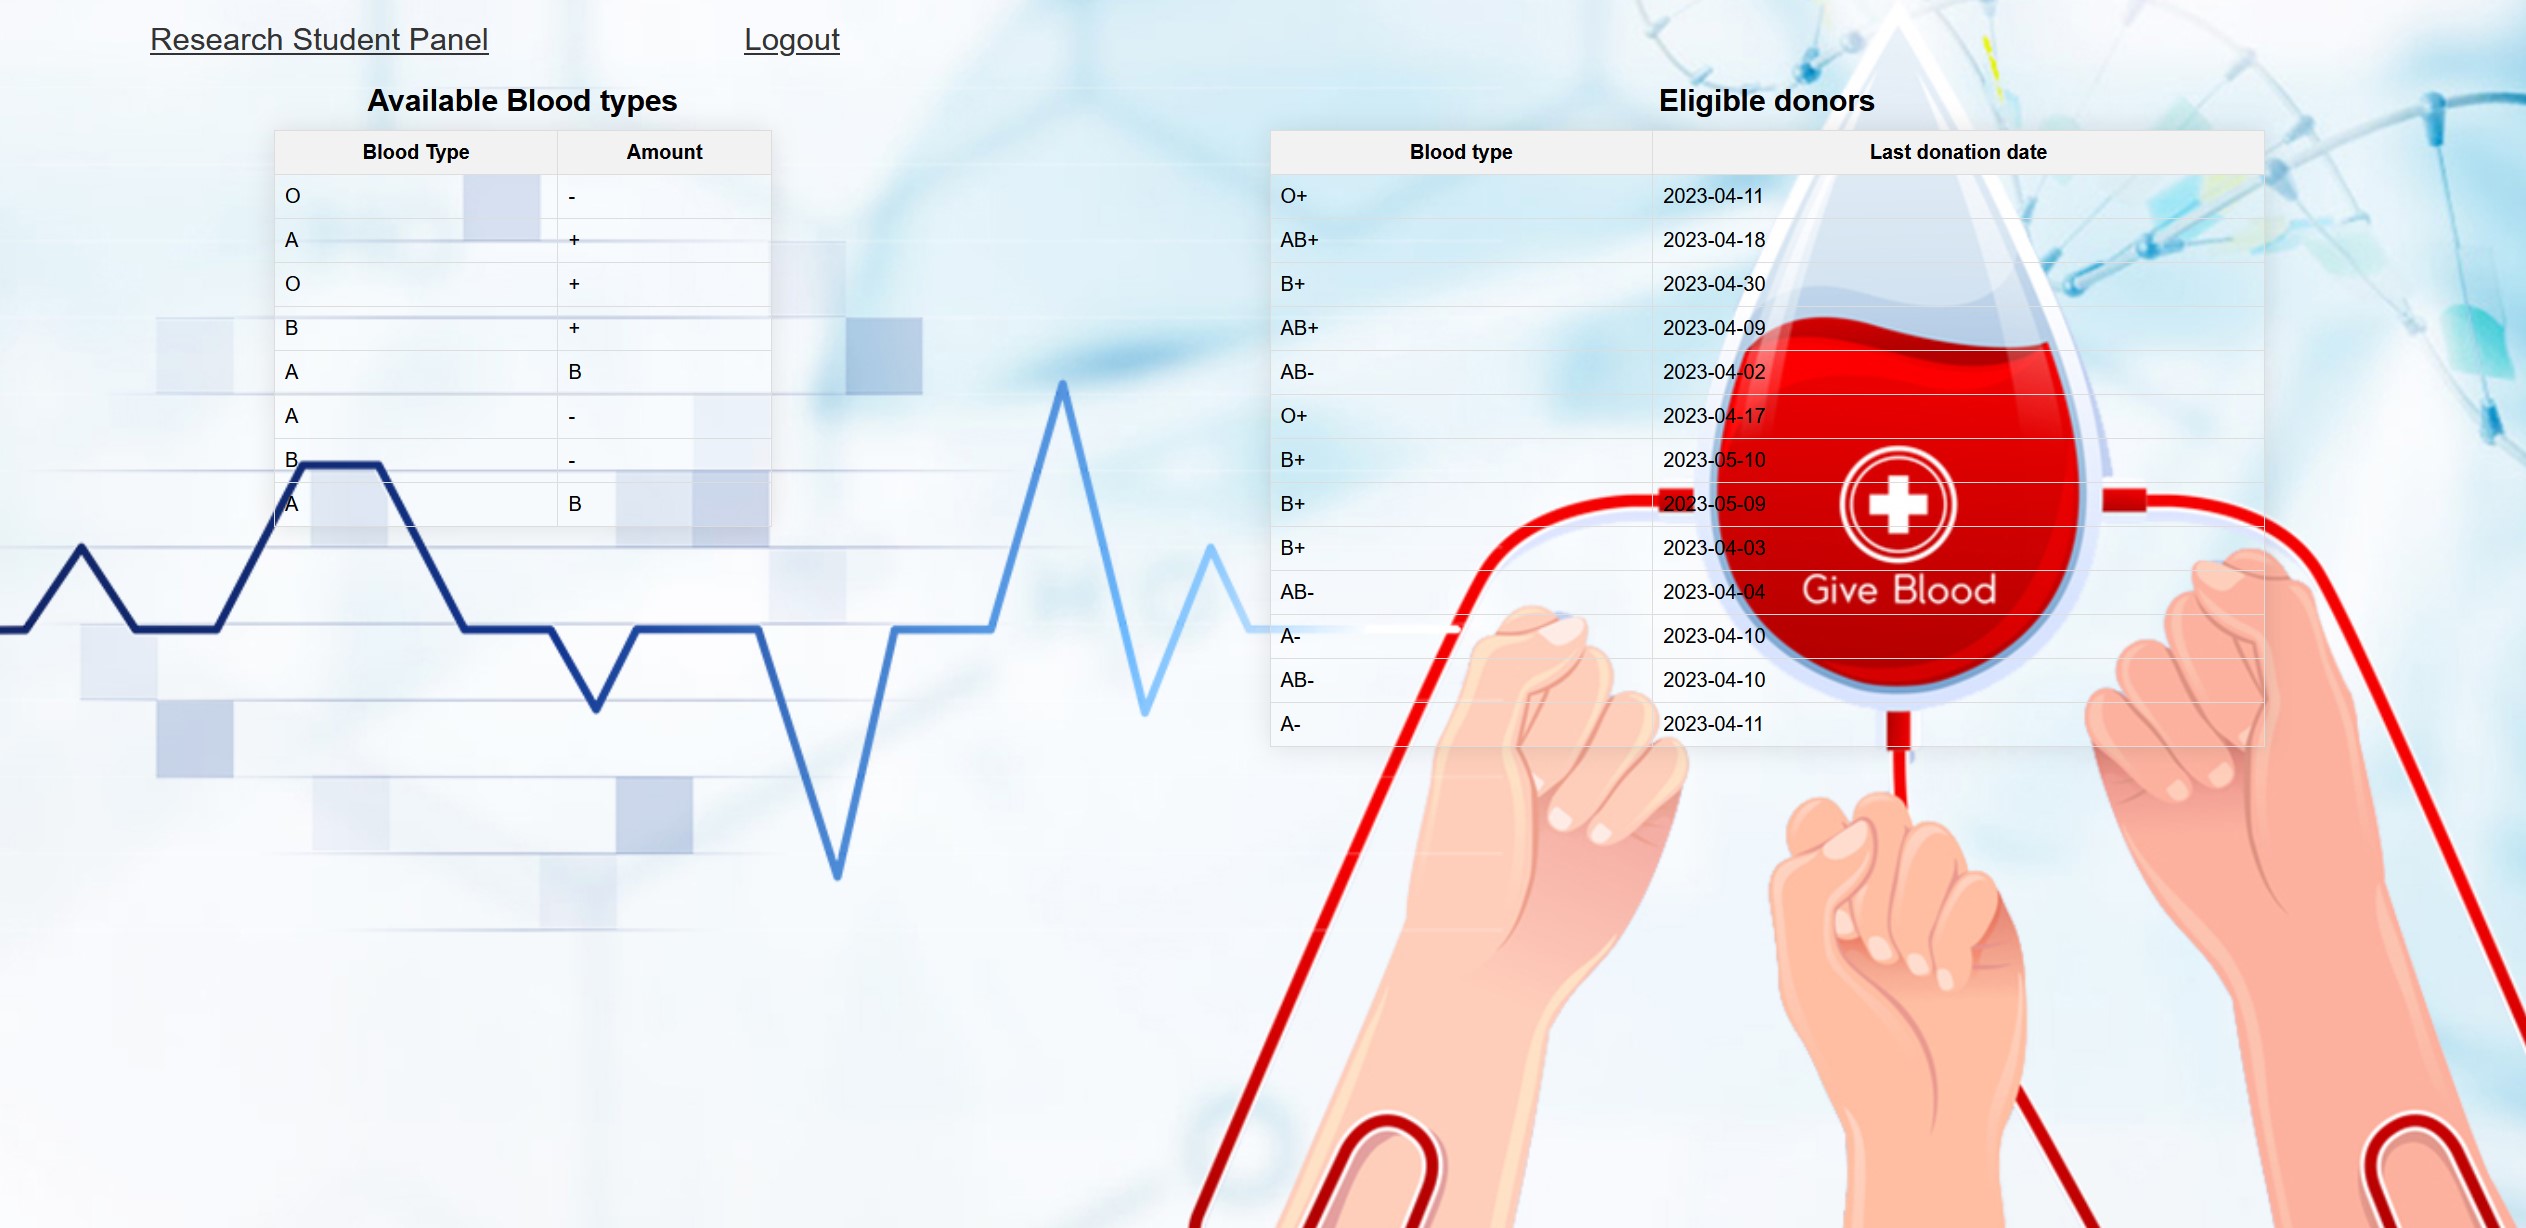 Research Student Panel Logout
Available Blood types
Blood Type Amount
O -
A +
O +
B +
A B
A -
B -
A B
Eligible donors
Blood type Last donation date
O+ 2023-04-11
AB+ 2023-04-18
B+ 2023-04-30
AB+ 2023-04-09
AB- 2023-04-02
O+ 2023-04-17
B+ 2023-05-10
B+ 2023-05-09
B+ 2023-04-03
AB- 2023-04-04
A- 2023-04-10
AB- 2023-04-10
A- 2023-04-11
Give Blood